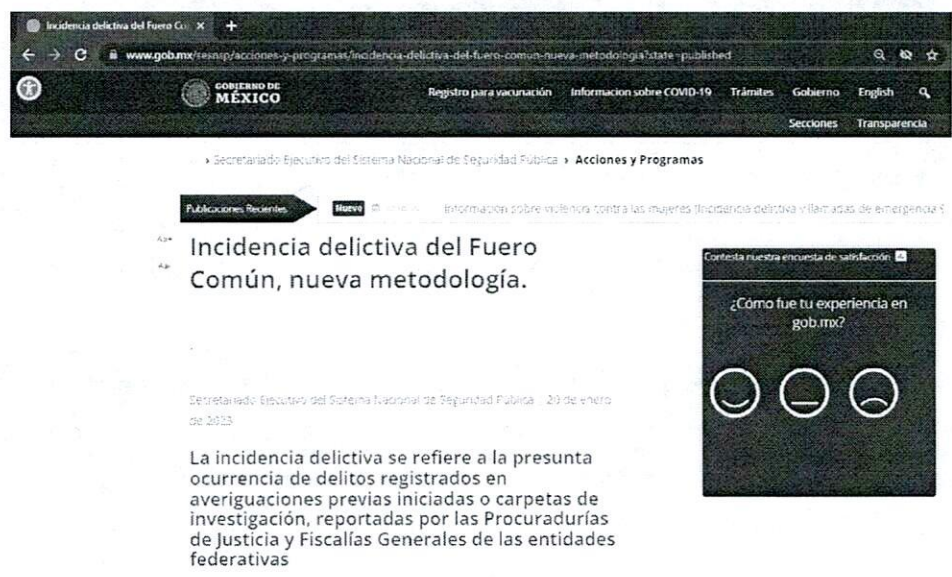 Incidencia delictiva del Fuero Co
www.gob.mx/sesnsp/acciones-y-programas/incidencia-delictiva-del-fuero-comun-nueva-metodologia?state=published
GOBIERNO DE
MÉXICO
Registro para vacunación Informacion sobre COVID-19 Trámites Gobierno English
Secciones Transparencia
Secretariado Ejecutivo del Sistema Nacional de Seguridad Pública Acciones y Programas
Publicaciones Recientes Nuevo Información sobre violencia contra las mujeres (Incidencia delictiva y llamadas de emergencia
Incidencia delictiva del Fuero
Común, nueva metodología.
Contesta nuestra encuesta de satisfacción
¿Cómo fue tu experiencia en
gob.mx?
Secretariado Ejecutivo del Sistema Nacional de Seguridad Pública 20 de enero
de 2023
La incidencia delictiva se refiere a la presunta
ocurrencia de delitos registrados en
averiguaciones previas iniciadas o carpetas de
investigación, reportadas por las Procuradurías
de Justicia y Fiscalías Generales de las entidades
federativas